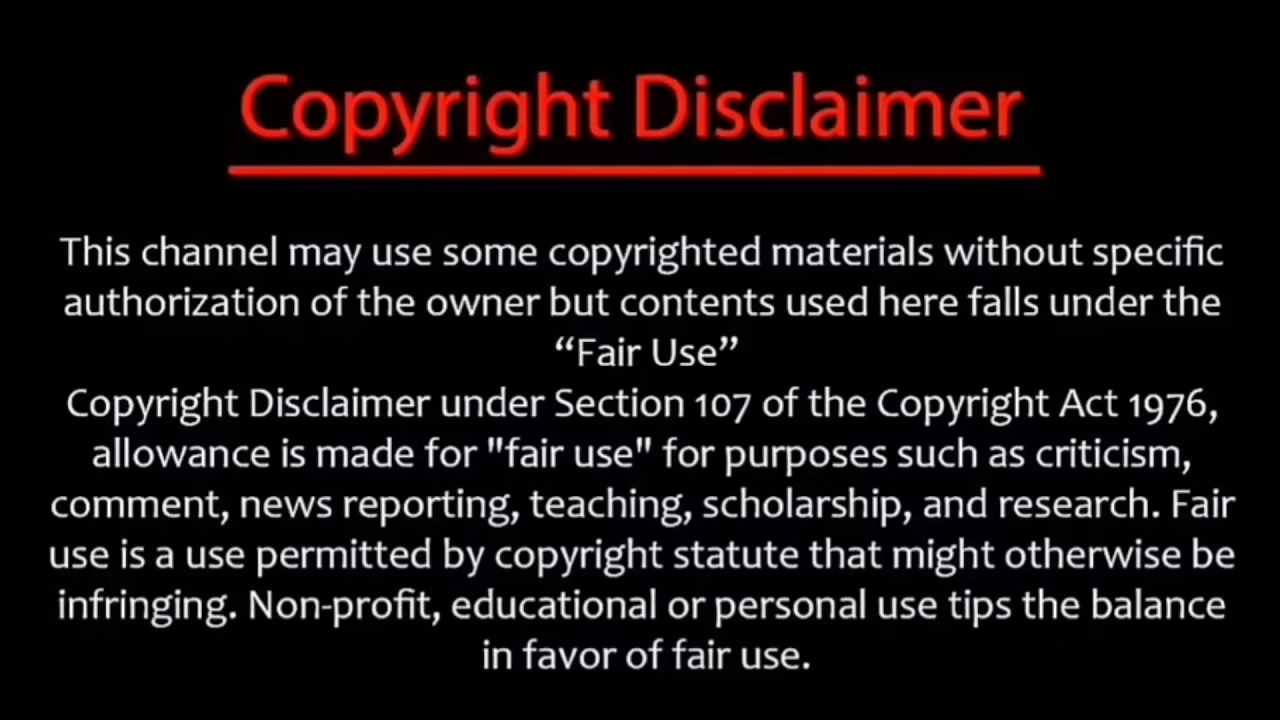 Copyright Disclaimer
This channel may use some copyrighted materials without specific
authorization of the owner but contents used here falls under the
“Fair Use”
Copyright Disclaimer under Section 107 of the Copyright Act 1976,
allowance is made for "fair use" for purposes such as criticism,
comment, news reporting, teaching, scholarship, and research. Fair
use is a use permitted by copyright statute that might otherwise be
infringing. Non-profit, educational or personal use tips the balance
in favor of fair use.